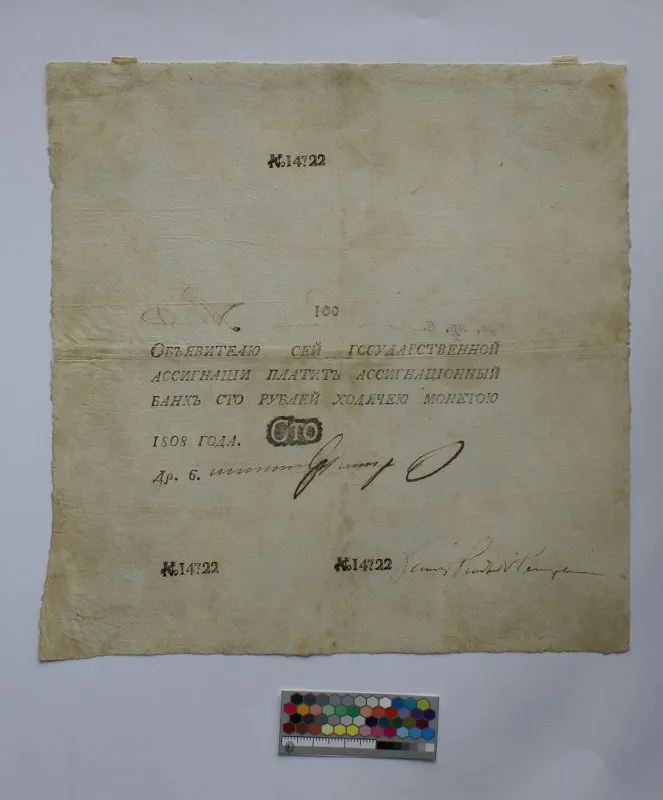 №14722
100
Объявителю сей государственной
ассигнаціи платитъ ассигнаціонный
банкъ сто рублей ходячею монетою
1808 года. СТО
Др. 6.
№14722 №14722